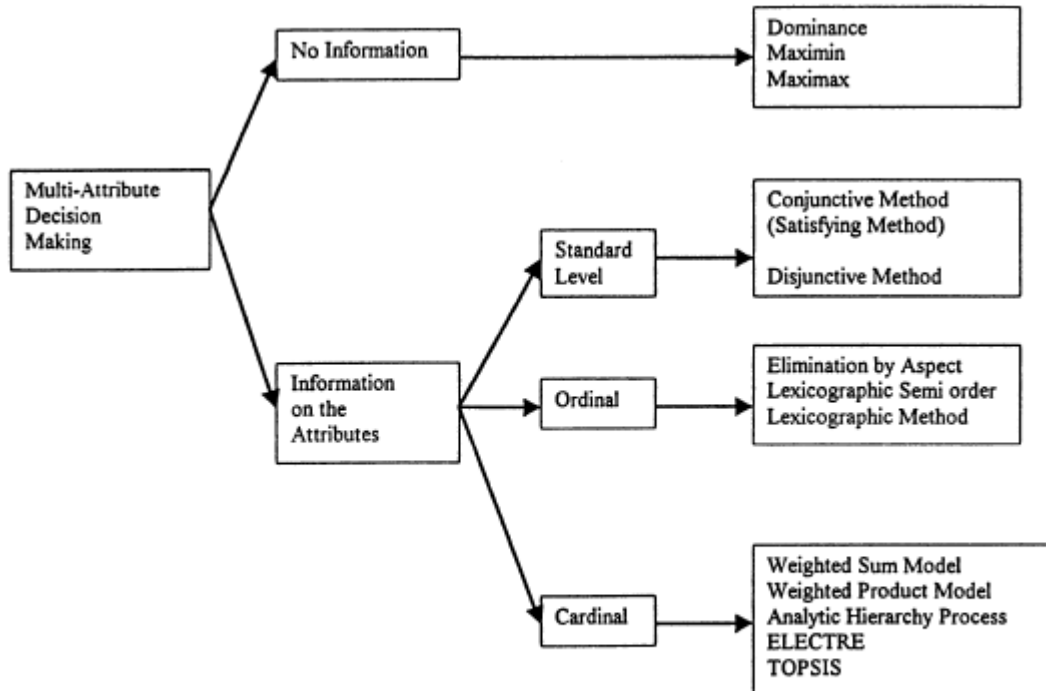 No Information
Dominance
Maximin
Maximax
Multi-Attribute
Decision
Making
Standard
Level
Conjunctive Method
(Satisfying Method)
Disjunctive Method
Information
on the
Attributes
Ordinal
Elimination by Aspect
Lexicographic Semi order
Lexicographic Method
Cardinal
Weighted Sum Model
Weighted Product Model
Analytic Hierarchy Process
ELECTRE
TOPSIS